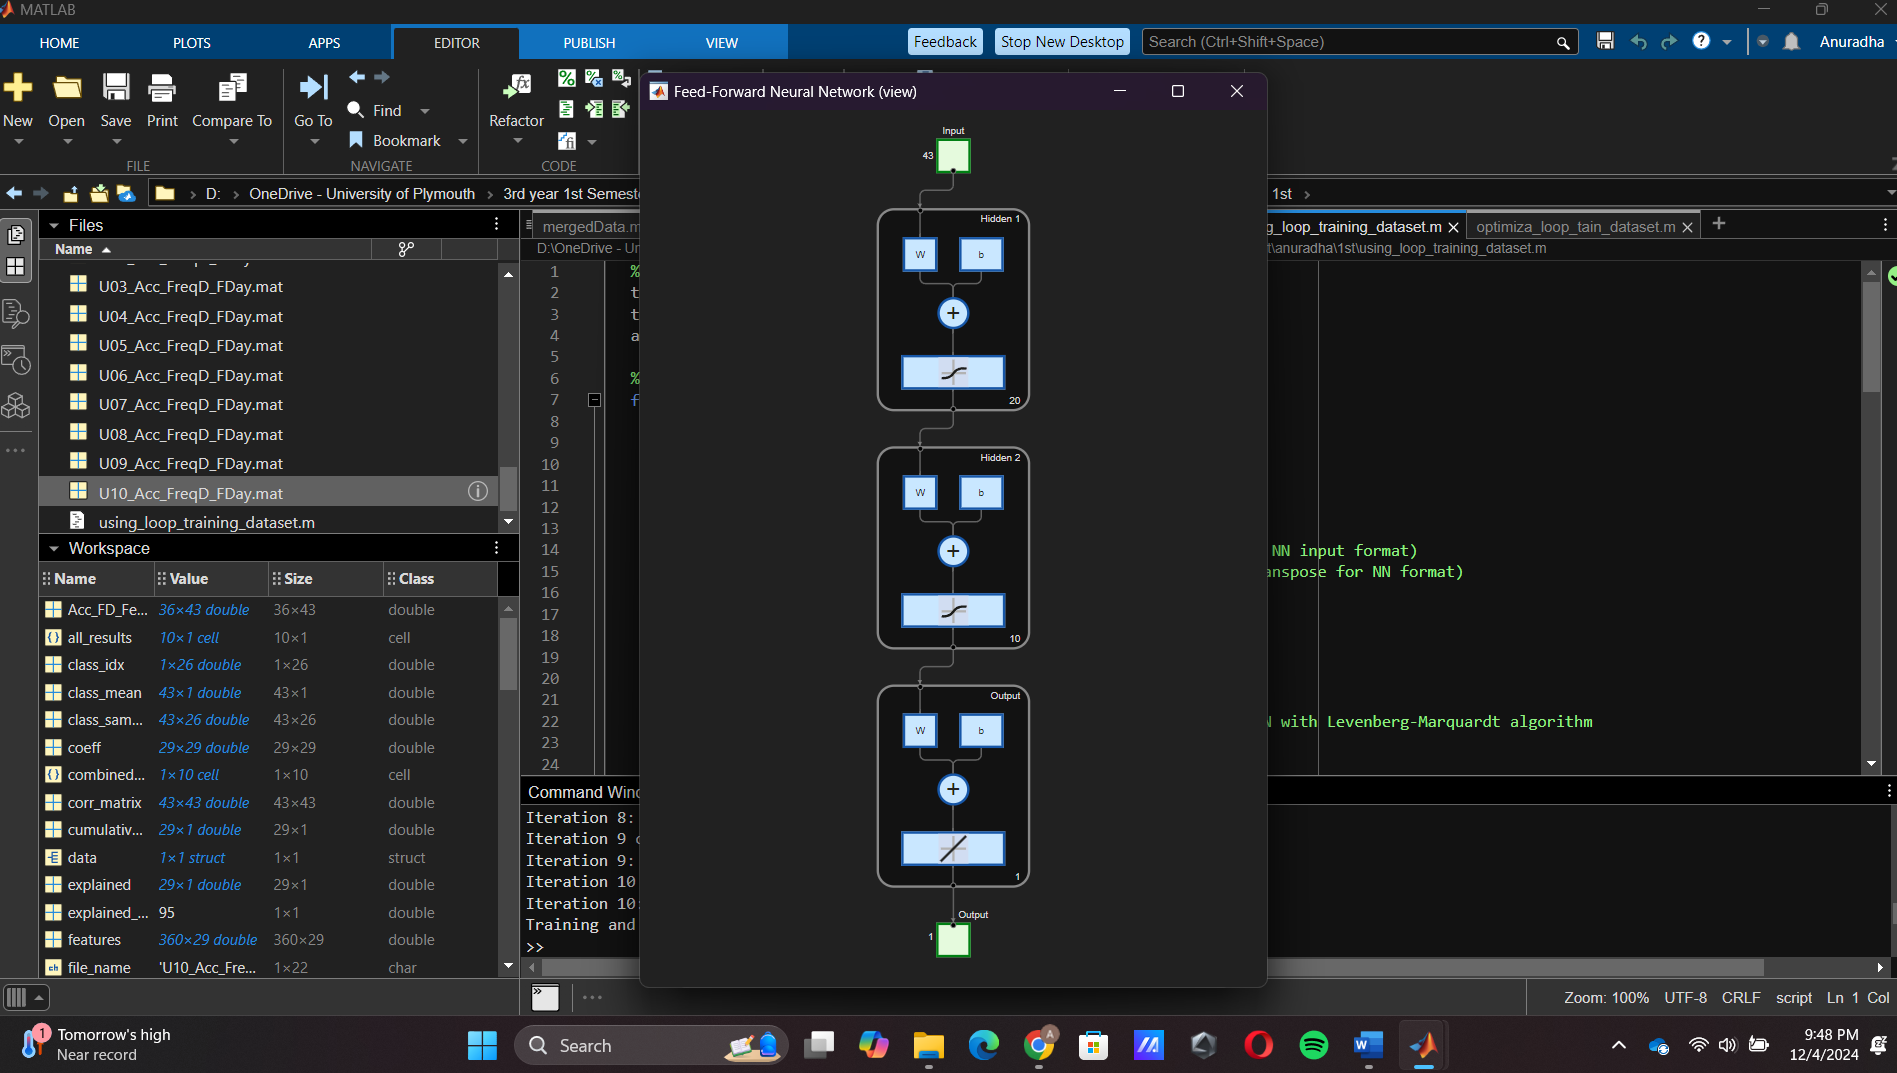 MATLAB
HOME
PLOTS
APPS
EDITOR
PUBLISH
VIEW
Feedback
Stop New Desktop
Search (Ctrl+Shift+Space)
Anuradha
New
Open
Save
Print
Compare To
Go To
Find
Bookmark
Refactor
FILE
NAVIGATE
CODE
D: › OneDrive - University of Plymouth › 3rd year 1st Semest
1st ›
Files
Name
U03_Acc_FreqD_FDay.mat
U04_Acc_FreqD_FDay.mat
U05_Acc_FreqD_FDay.mat
U06_Acc_FreqD_FDay.mat
U07_Acc_FreqD_FDay.mat
U08_Acc_FreqD_FDay.mat
U09_Acc_FreqD_FDay.mat
U10_Acc_FreqD_FDay.mat
using_loop_training_dataset.m
Workspace
Name Value Size Class
Acc_FD_Fe... 36×43 double 36×43 double
all_results 10×1 cell 10×1 cell
class_idx 1×26 double 1×26 double
class_mean 43×1 double 43×1 double
class_sam... 43×26 double 43×26 double
coeff 29×29 double 29×29 double
combined... 1×10 cell 1×10 cell
corr_matrix 43×43 double 43×43 double
cumulativ... 29×1 double 29×1 double
data 1×1 struct 1×1 struct
explained 29×1 double 29×1 double
explained_... 95 1×1 double
features 360×29 double 360×29 double
file_name 'U10_Acc_Fre... 1×22 char
mergedData.m
g_loop_training_dataset.m
optimiza_loop_tain_dataset.m
D:\OneDrive - Ur
t\anuradha\1st\using_loop_training_dataset.m
1 %
2 t
3 t
4 a
5
6 %
7 f
8
9
10
11
12
13
14 NN input format)
15 anspose for NN format)
16
17
18
19
20
21
22 N with Levenberg-Marquardt algorithm
23
24
Feed-Forward Neural Network (view)
Input
43
Hidden 1
W b
+
20
Hidden 2
W b
+
10
Output
W b
+
1
Output
1
Command Win
Iteration 8:
Iteration 9
Iteration 9:
Iteration 10
Iteration 10:
Training and
>>
Zoom: 100% UTF-8 CRLF script Ln 1 Col
1
Tomorrow's high
Near record
Search
9:48 PM
12/4/2024